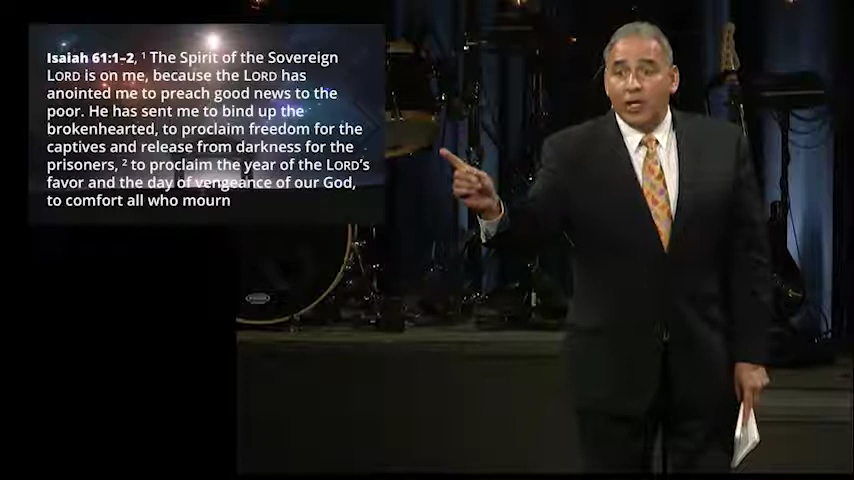 Isaiah 61:1–2, ¹ The Spirit of the Sovereign
LORD is on me, because the LORD has
anointed me to preach good news to the
poor. He has sent me to bind up the
brokenhearted, to proclaim freedom for the
captives and release from darkness for the
prisoners, ² to proclaim the year of the LORD’s
favor and the day of vengeance of our God,
to comfort all who mourn